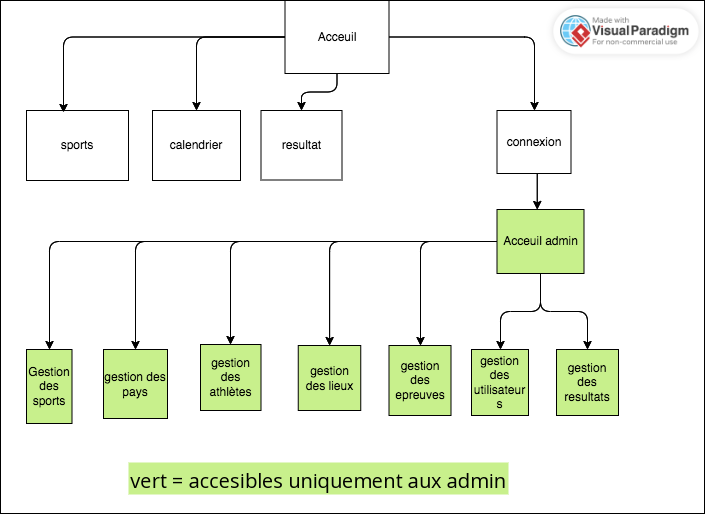 Acceuil
Made with
VisualParadigm
For non-commercial use
sports
calendrier
resultat
connexion
Acceuil admin
Gestion
des
sports
gestion des
pays
gestion
des
athlètes
gestion
des lieux
gestion
des
epreuves
gestion
des
utilisateur
s
gestion
des
resultats
vert = accesibles uniquement aux admin